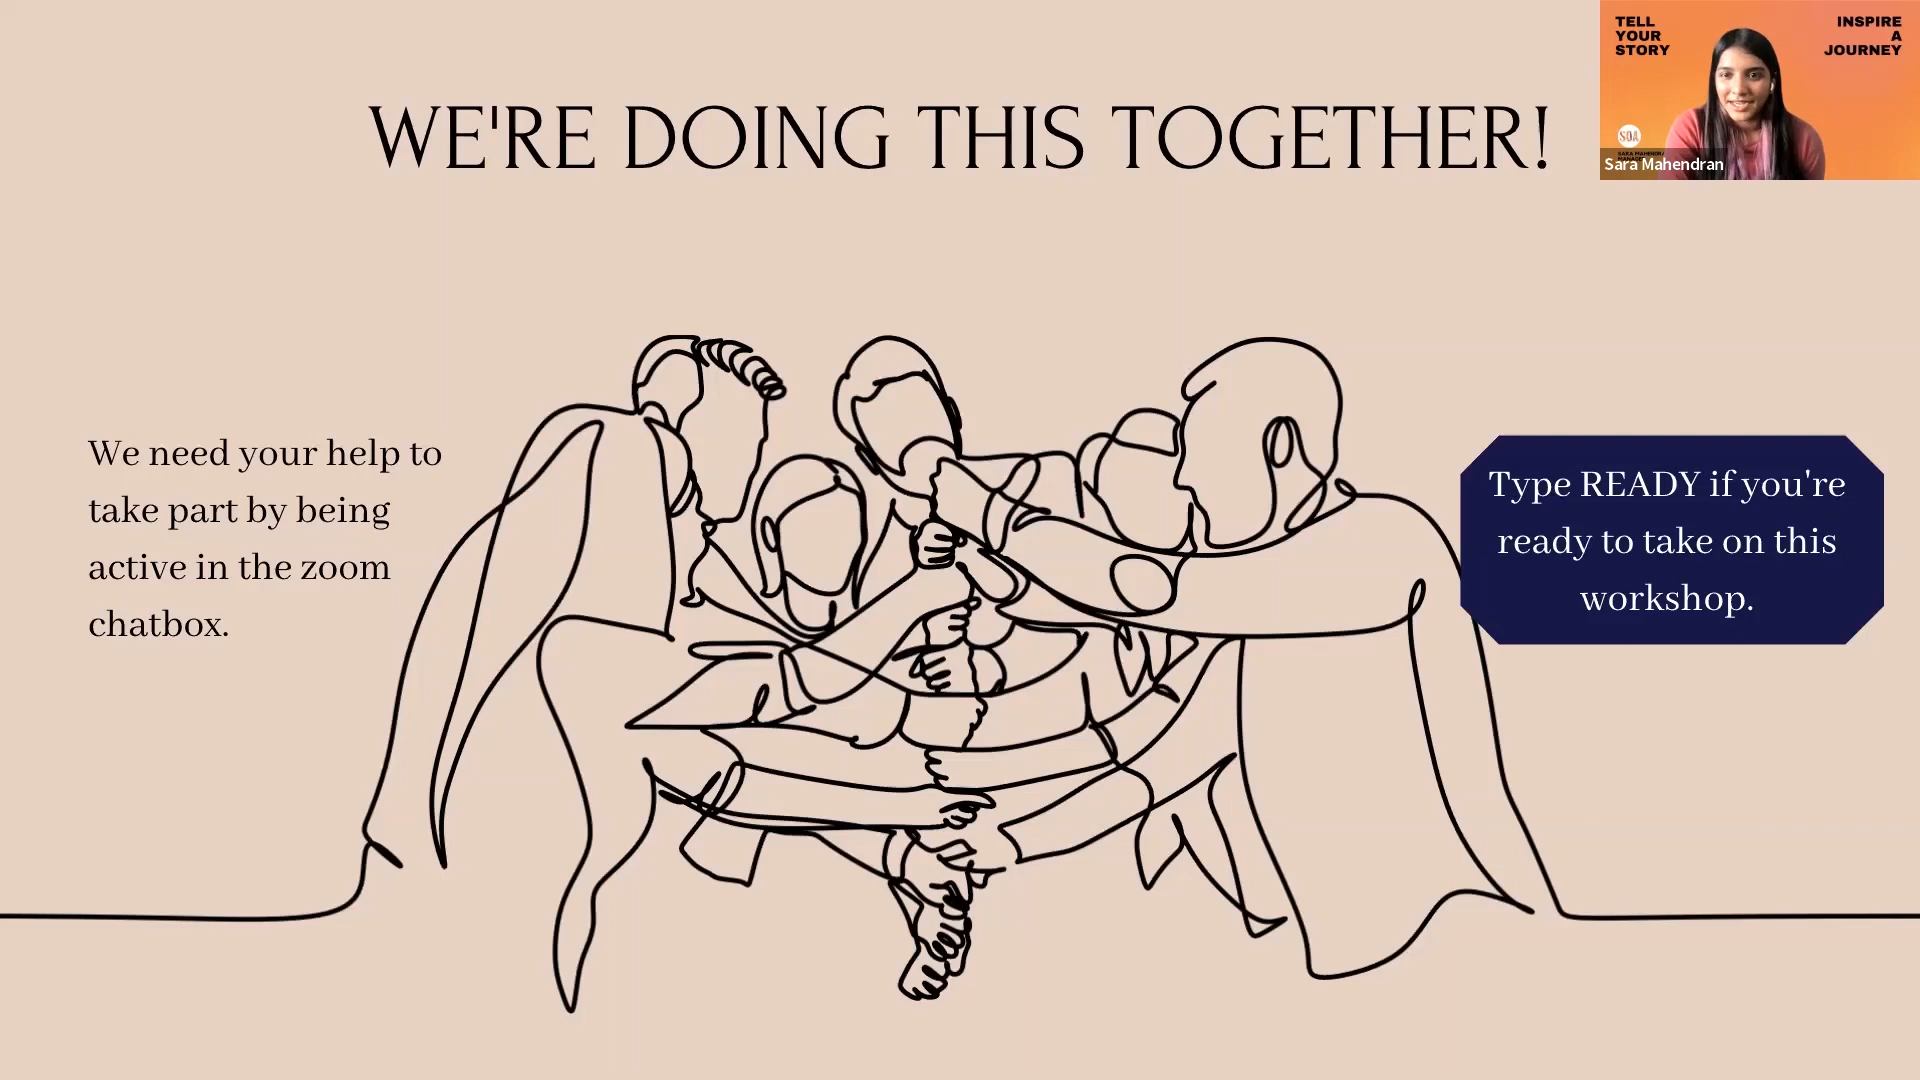 WE'RE DOING THIS TOGETHER!
TELL
YOUR
STORY
INSPIRE
A
JOURNEY
SOA
Sara Mahendran
We need your help to
take part by being
active in the zoom
chatbox.
Type READY if you're
ready to take on this
workshop.